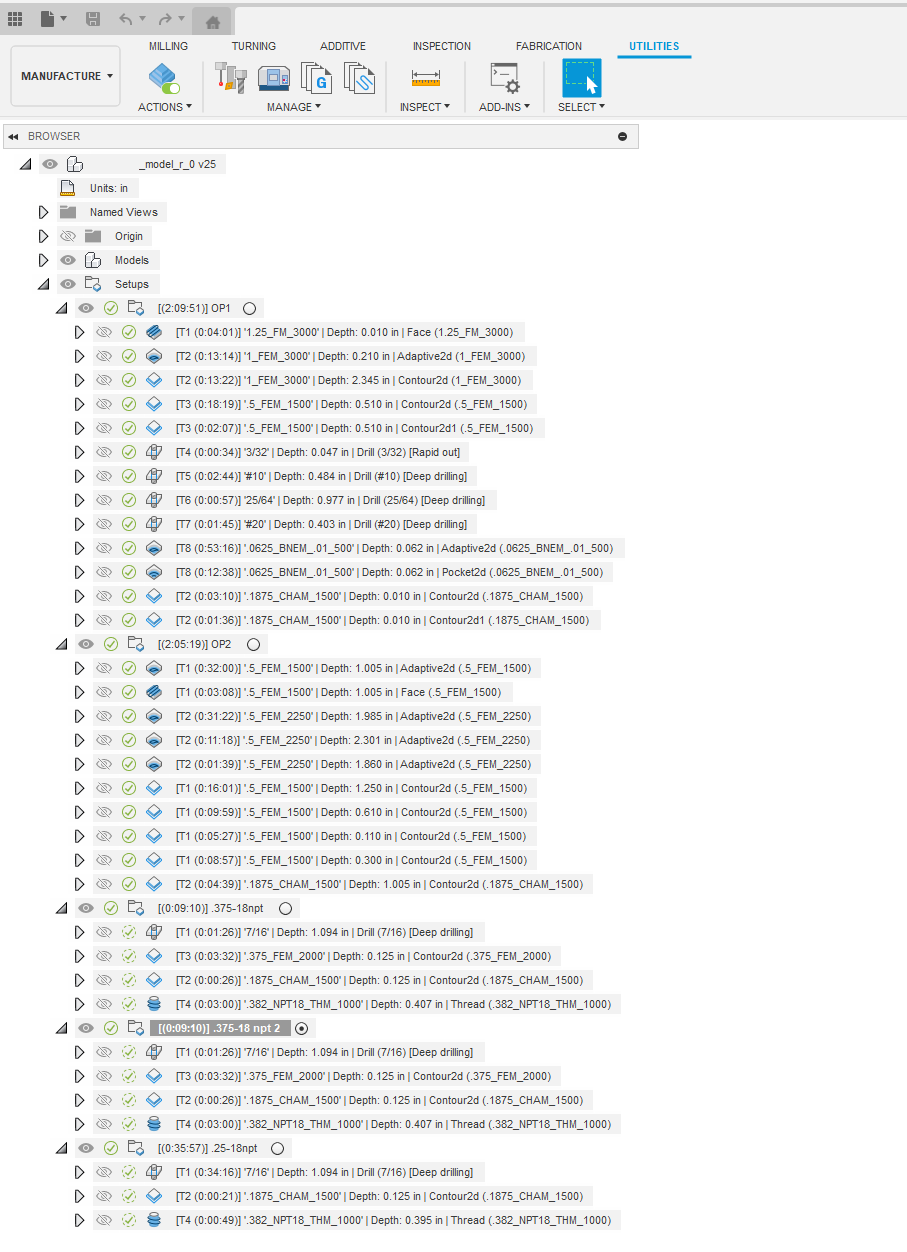 MILLING TURNING ADDITIVE INSPECTION FABRICATION UTILITIES
MANUFACTURE
G
ACTIONS MANAGE INSPECT ADD-INS SELECT
BROWSER
_model_r_0 v25
Units: in
Named Views
Origin
Models
Setups
[(2:09:51)] OP1
[T1 (0:04:01)] '1.25_FM_3000' | Depth: 0.010 in | Face (1.25_FM_3000)
[T2 (0:13:14)] '1_FEM_3000' | Depth: 0.210 in | Adaptive2d (1_FEM_3000)
[T2 (0:13:22)] '1_FEM_3000' | Depth: 2.345 in | Contour2d (1_FEM_3000)
[T3 (0:18:19)] '.5_FEM_1500' | Depth: 0.510 in | Contour2d (.5_FEM_1500)
[T3 (0:02:07)] '.5_FEM_1500' | Depth: 0.510 in | Contour2d1 (.5_FEM_1500)
[T4 (0:00:34)] '3/32' | Depth: 0.047 in | Drill (3/32) [Rapid out]
[T5 (0:02:44)] '#10' | Depth: 0.484 in | Drill (#10) [Deep drilling]
[T6 (0:00:57)] '25/64' | Depth: 0.977 in | Drill (25/64) [Deep drilling]
[T7 (0:01:45)] '#20' | Depth: 0.403 in | Drill (#20) [Deep drilling]
[T8 (0:53:16)] '.0625_BNEM_.01_500' | Depth: 0.062 in | Adaptive2d (.0625_BNEM_.01_500)
[T8 (0:12:38)] '.0625_BNEM_.01_500' | Depth: 0.062 in | Pocket2d (.0625_BNEM_.01_500)
[T2 (0:03:10)] '.1875_CHAM_1500' | Depth: 0.010 in | Contour2d (.1875_CHAM_1500)
[T2 (0:01:36)] '.1875_CHAM_1500' | Depth: 0.010 in | Contour2d1 (.1875_CHAM_1500)
[(2:05:19)] OP2
[T1 (0:32:00)] '.5_FEM_1500' | Depth: 1.005 in | Adaptive2d (.5_FEM_1500)
[T1 (0:03:08)] '.5_FEM_1500' | Depth: 1.005 in | Face (.5_FEM_1500)
[T2 (0:31:22)] '.5_FEM_2250' | Depth: 1.985 in | Adaptive2d (.5_FEM_2250)
[T2 (0:11:18)] '.5_FEM_2250' | Depth: 2.301 in | Adaptive2d (.5_FEM_2250)
[T2 (0:01:39)] '.5_FEM_2250' | Depth: 1.860 in | Adaptive2d (.5_FEM_2250)
[T1 (0:16:01)] '.5_FEM_1500' | Depth: 1.250 in | Contour2d (.5_FEM_1500)
[T1 (0:09:59)] '.5_FEM_1500' | Depth: 0.610 in | Contour2d (.5_FEM_1500)
[T1 (0:05:27)] '.5_FEM_1500' | Depth: 0.110 in | Contour2d (.5_FEM_1500)
[T1 (0:08:57)] '.5_FEM_1500' | Depth: 0.300 in | Contour2d (.5_FEM_1500)
[T2 (0:04:39)] '.1875_CHAM_1500' | Depth: 1.005 in | Contour2d (.1875_CHAM_1500)
[(0:09:10)] .375-18npt
[T1 (0:01:26)] '7/16' | Depth: 1.094 in | Drill (7/16) [Deep drilling]
[T3 (0:03:32)] '.375_FEM_2000' | Depth: 0.125 in | Contour2d (.375_FEM_2000)
[T2 (0:00:26)] '.1875_CHAM_1500' | Depth: 0.125 in | Contour2d (.1875_CHAM_1500)
[T4 (0:03:00)] '.382_NPT18_THM_1000' | Depth: 0.407 in | Thread (.382_NPT18_THM_1000)
[(0:09:10)] .375-18 npt 2
[T1 (0:01:26)] '7/16' | Depth: 1.094 in | Drill (7/16) [Deep drilling]
[T3 (0:03:32)] '.375_FEM_2000' | Depth: 0.125 in | Contour2d (.375_FEM_2000)
[T2 (0:00:26)] '.1875_CHAM_1500' | Depth: 0.125 in | Contour2d (.1875_CHAM_1500)
[T4 (0:03:00)] '.382_NPT18_THM_1000' | Depth: 0.407 in | Thread (.382_NPT18_THM_1000)
[(0:35:57)] .25-18npt
[T1 (0:34:16)] '7/16' | Depth: 1.094 in | Drill (7/16) [Deep drilling]
[T2 (0:00:21)] '.1875_CHAM_1500' | Depth: 0.125 in | Contour2d (.1875_CHAM_1500)
[T4 (0:00:49)] '.382_NPT18_THM_1000' | Depth: 0.395 in | Thread (.382_NPT18_THM_1000)